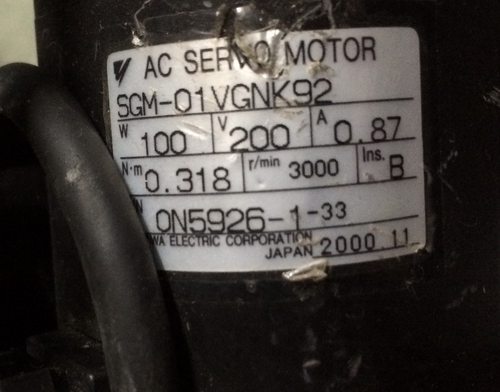 AC SERVO MOTOR
SGM-01VGNK92
W 100 V 200 A 0.87
N·m 0.318 r/min 3000 Ins. B
N 0N5926-1-33
WA ELECTRIC CORPORATION
JAPAN 2000.11